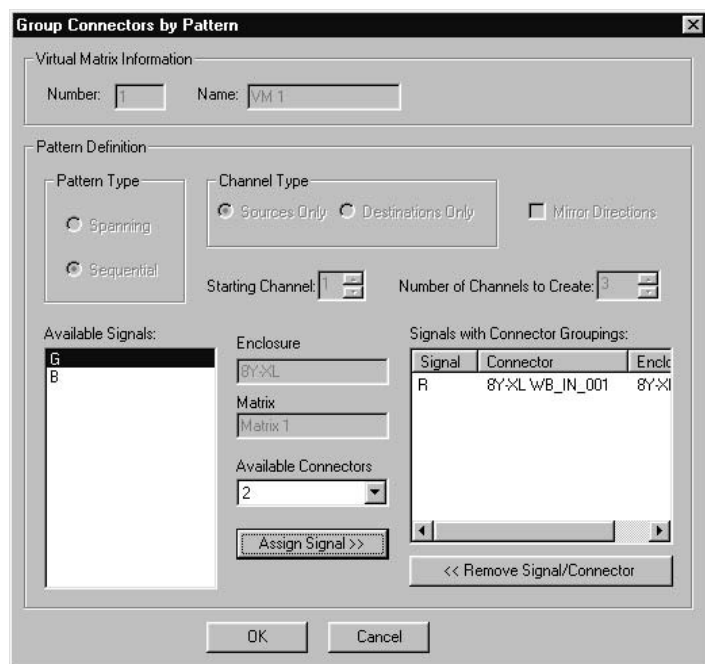 Group Connectors by Pattern
Virtual Matrix Information
Number: 1 Name: VM 1
Pattern Definition
Pattern Type
Spanning
Sequential
Channel Type
Sources Only Destinations Only
Mirror Directions
Starting Channel: 1 Number of Channels to Create: 3
Available Signals:
G
B
Enclosure
8Y-XL
Matrix
Matrix 1
Available Connectors
2
Assign Signal >>
Signals with Connector Groupings:
Signal Connector Enclo
R 8Y-XL WB_IN_001 8Y-XL
<< Remove Signal/Connector
OK Cancel